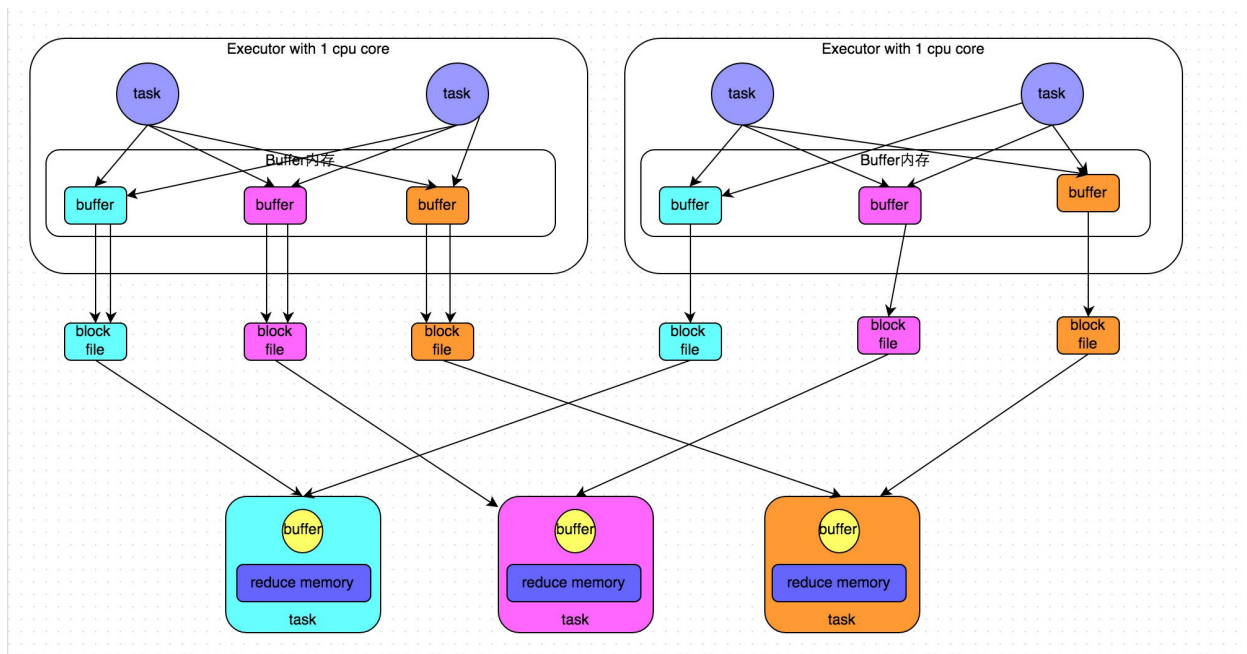 Executor with 1 cpu core
Executor with 1 cpu core
task
task
task
task
Buffer内存
Buffer内存
buffer
buffer
buffer
buffer
buffer
buffer
block
file
block
file
block
file
block
file
block
file
block
file
buffer
buffer
buffer
reduce memory
reduce memory
reduce memory
task
task
task